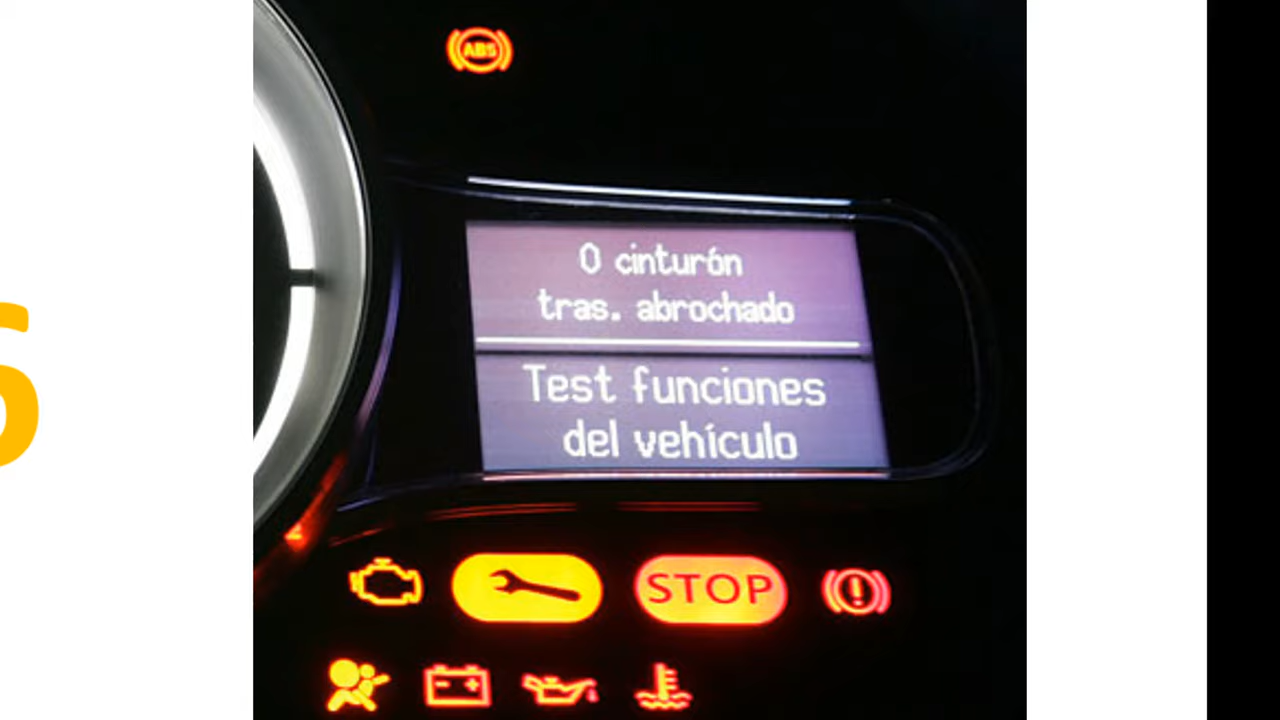 ABS
0 cinturón
tras. abrochado
Test funciones
del vehículo
STOP